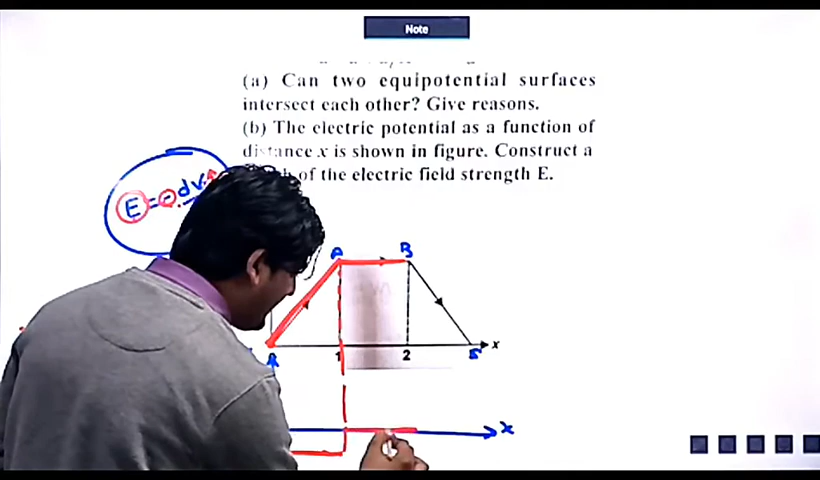 Note
(a) Can two equipotential surfaces
intersect each other? Give reasons.
(b) The electric potential as a function of
distance x is shown in figure. Construct a
of the electric field strength E.
E = - dv
A B
x
1 2
x